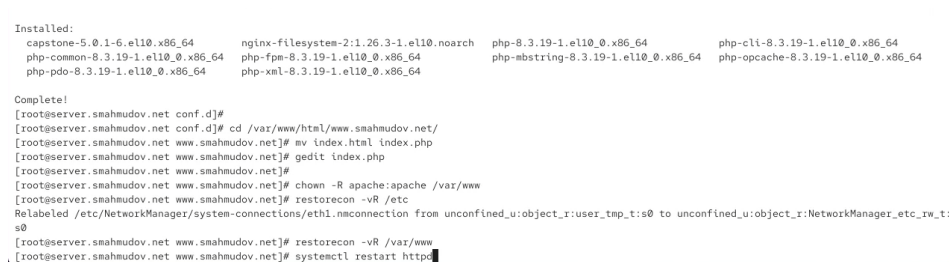 Installed:
capstone-5.0.1-6.el10.x86_64 nginx-filesystem-2:1.26.3-1.el10.noarch php-8.3.19-1.el10_0.x86_64 php-cli-8.3.19-1.el10_0.x86_64
php-common-8.3.19-1.el10_0.x86_64 php-fpm-8.3.19-1.el10_0.x86_64 php-mbstring-8.3.19-1.el10_0.x86_64 php-opcache-8.3.19-1.el10_0.x86_64
php-pdo-8.3.19-1.el10_0.x86_64 php-xml-8.3.19-1.el10_0.x86_64
Complete!
[root@server.smahmudov.net conf.d]#
[root@server.smahmudov.net conf.d]# cd /var/www/html/www.smahmudov.net/
[root@server.smahmudov.net www.smahmudov.net]# mv index.html index.php
[root@server.smahmudov.net www.smahmudov.net]# gedit index.php
[root@server.smahmudov.net www.smahmudov.net]#
[root@server.smahmudov.net www.smahmudov.net]# chown -R apache:apache /var/www
[root@server.smahmudov.net www.smahmudov.net]# restorecon -vR /etc
Relabeled /etc/NetworkManager/system-connections/eth1.nmconnection from unconfined_u:object_r:user_tmp_t:s0 to unconfined_u:object_r:NetworkManager_etc_rw_t:
s0
[root@server.smahmudov.net www.smahmudov.net]# restorecon -vR /var/www
[root@server.smahmudov.net www.smahmudov.net]# systemctl restart httpd